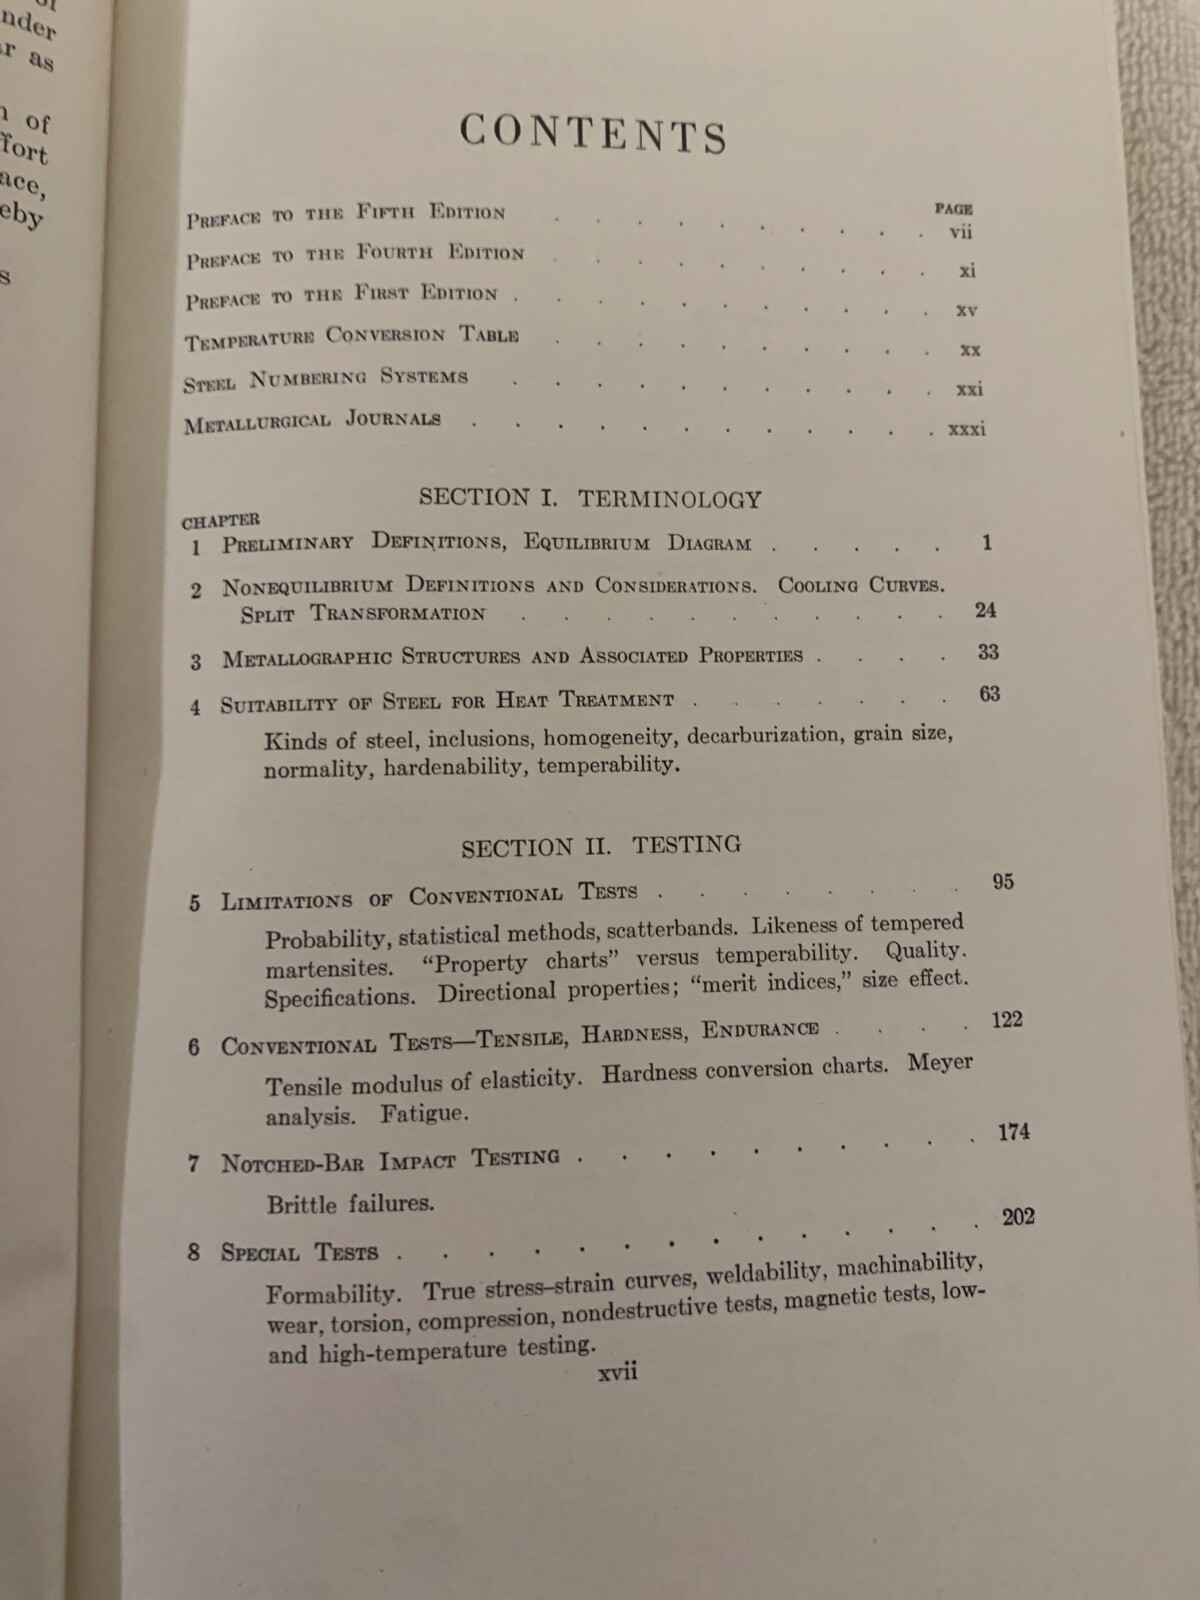 of
nder
r as
of
fort
ace,
eby
s
CONTENTS
PAGE
PREFACE TO THE FIFTH EDITION . . . . . . . . . vii
PREFACE TO THE FOURTH EDITION . . . . . . . . . xi
PREFACE TO THE FIRST EDITION . . . . . . . . . . . xv
TEMPERATURE CONVERSION TABLE . . . . . . . . . . xx
STEEL NUMBERING SYSTEMS . . . . . . . . . . . xxi
METALLURGICAL JOURNALS . . . . . . . . . . . . xxxi
SECTION I. TERMINOLOGY
CHAPTER
1 PRELIMINARY DEFINITIONS, EQUILIBRIUM DIAGRAM . . . . . 1
2 NONEQUILIBRIUM DEFINITIONS AND CONSIDERATIONS. COOLING CURVES.
SPLIT TRANSFORMATION . . . . . . . . . . . 24
3 METALLOGRAPHIC STRUCTURES AND ASSOCIATED PROPERTIES . . . . 33
4 SUITABILITY OF STEEL FOR HEAT TREATMENT . . . . . . . 63
Kinds of steel, inclusions, homogeneity, decarburization, grain size,
normality, hardenability, temperability.
SECTION II. TESTING
5 LIMITATIONS OF CONVENTIONAL TESTS . . . . . . . . 95
Probability, statistical methods, scatterbands. Likeness of tempered
martensites. “Property charts” versus temperability. Quality.
Specifications. Directional properties; “merit indices,” size effect.
6 CONVENTIONAL TESTS—TENSILE, HARDNESS, ENDURANCE . . . . 122
Tensile modulus of elasticity. Hardness conversion charts. Meyer
analysis. Fatigue.
7 NOTCHED-BAR IMPACT TESTING . . . . . . . . . . 174
Brittle failures.
8 SPECIAL TESTS . . . . . . . . . . . . . . 202
Formability. True stress–strain curves, weldability, machinability,
wear, torsion, compression, nondestructive tests, magnetic tests, low-
and high-temperature testing.
xvii